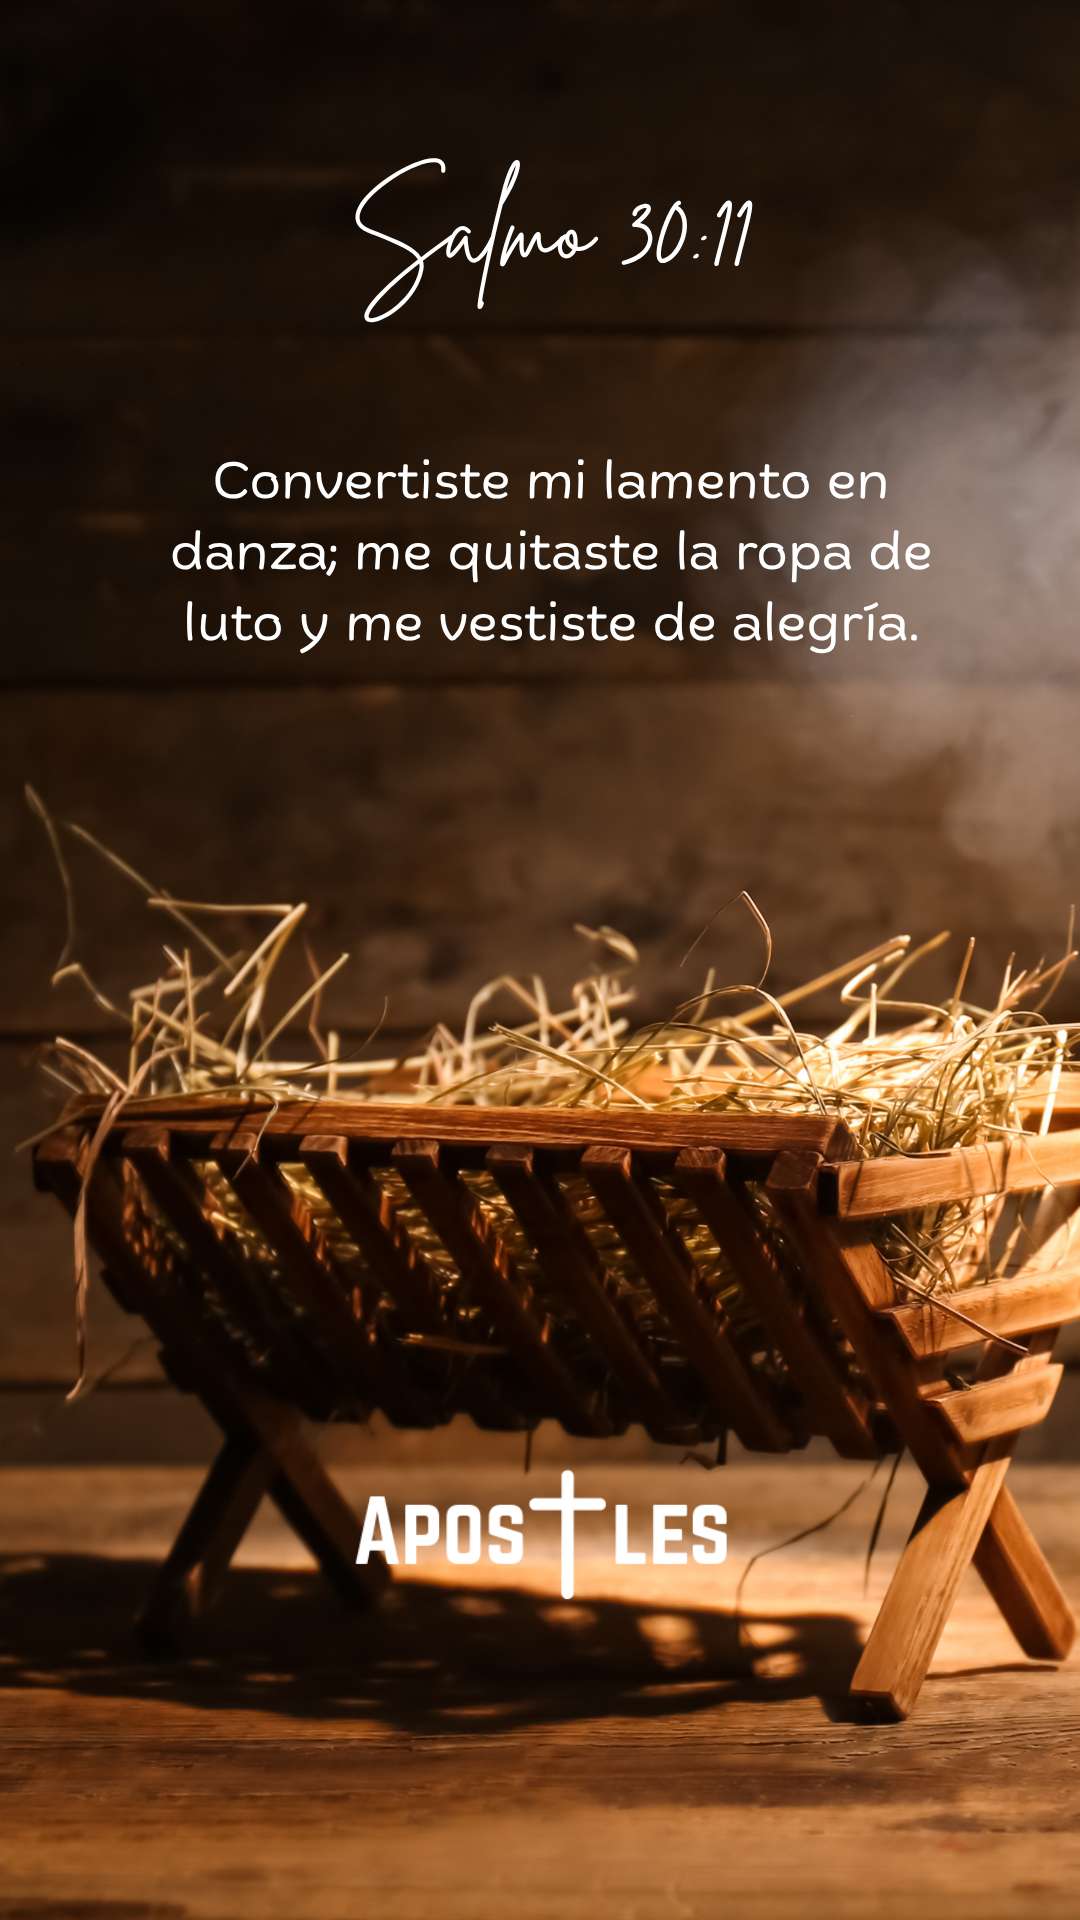 Salmo 30:11
Convertiste mi lamento en
danza; me quitaste la ropa de
luto y me vestiste de alegría.
APOSTLES